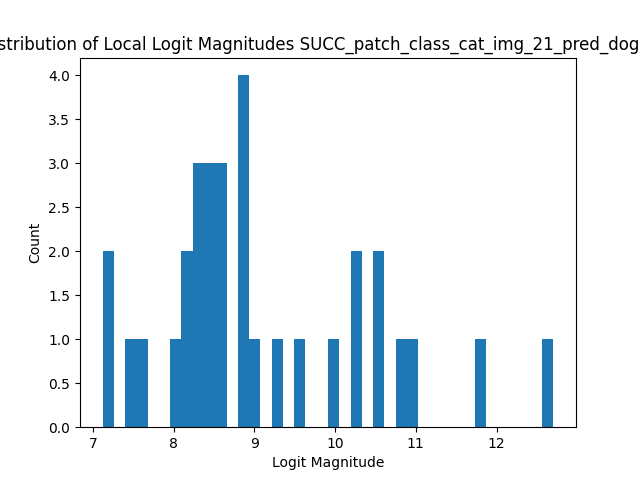 stribution of Local Logit Magnitudes SUCC_patch_class_cat_img_21_pred_dog
4.0
3.5
3.0
2.5
2.0
1.5
1.0
0.5
0.0
Count
7 8 9 10 11 12
Logit Magnitude